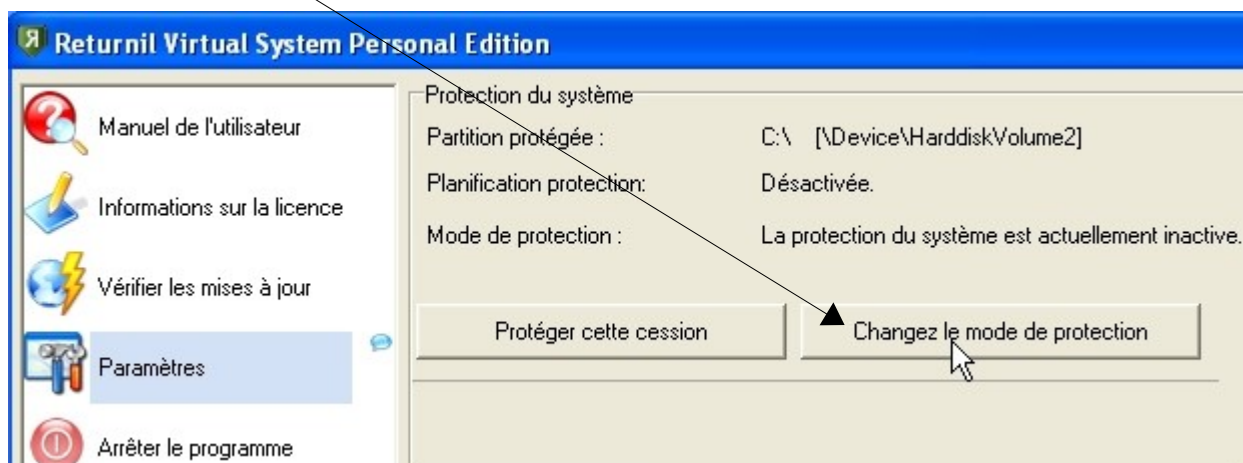 Returnil Virtual System Personal Edition
Manuel de l'utilisateur
Informations sur la licence
Vérifier les mises à jour
Paramètres
Arrêter le programme
Protection du système
Partition protégée : C:\ [\Device\HarddiskVolume2]
Planification protection: Désactivée.
Mode de protection : La protection du système est actuellement inactive.
Protéger cette cession
Changez le mode de protection